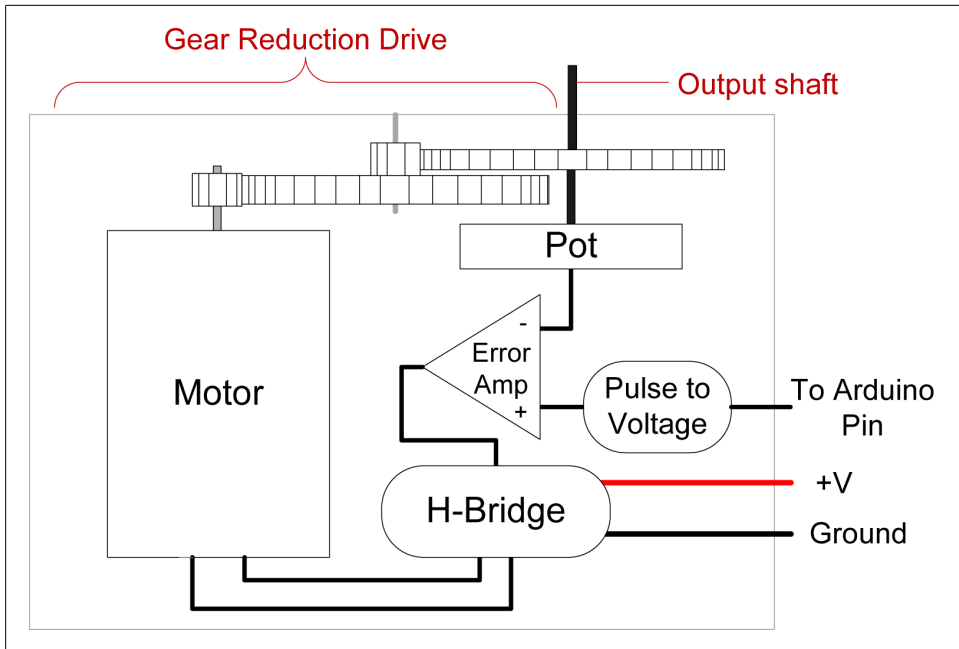 Gear Reduction Drive
Output shaft
Pot
-
Error
Amp
+
Motor
Pulse to
Voltage
To Arduino
Pin
H-Bridge
+V
Ground